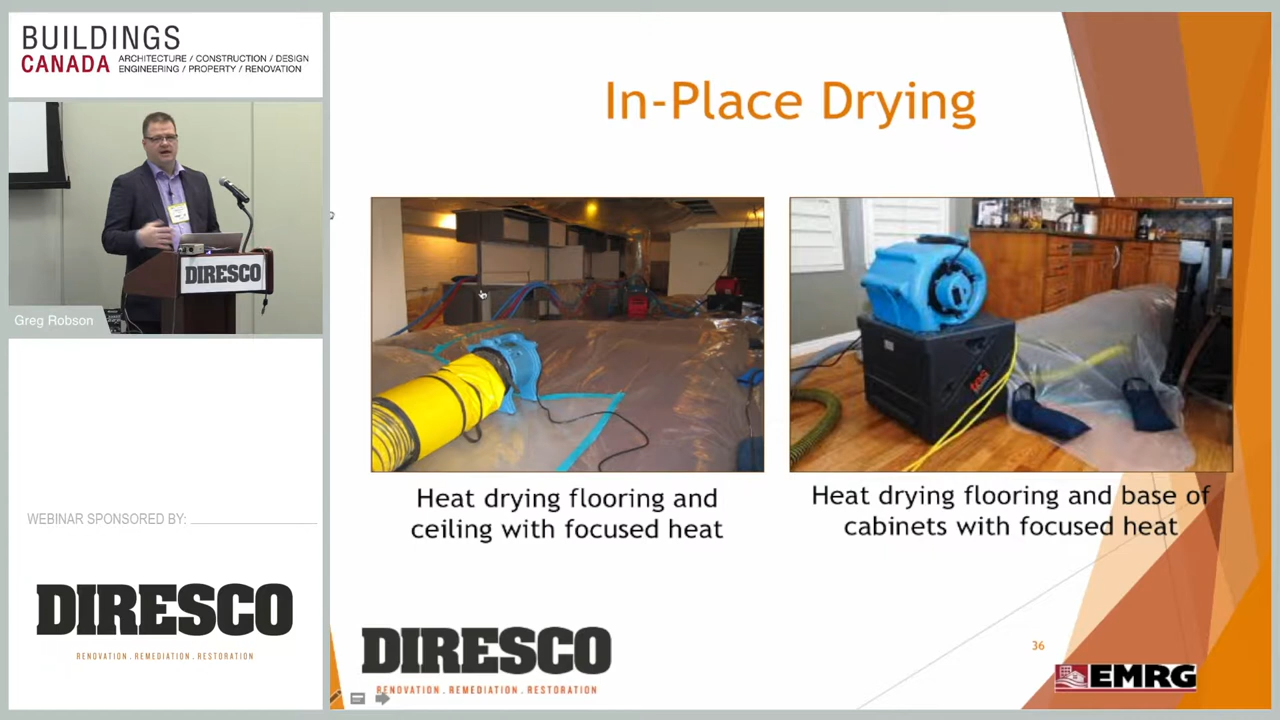 BUILDINGS
CANADA
ARCHITECTURE / CONSTRUCTION / DESIGN
ENGINEERING / PROPERTY / RENOVATION
DIRESCO
Greg Robson
WEBINAR SPONSORED BY:
DIRESCO
RENOVATION . REMEDIATION . RESTORATION
In-Place Drying
Heat drying flooring and
ceiling with focused heat
Heat drying flooring and base of
cabinets with focused heat
DIRESCO
RENOVATION . REMEDIATION . RESTORATION
36
EMRG